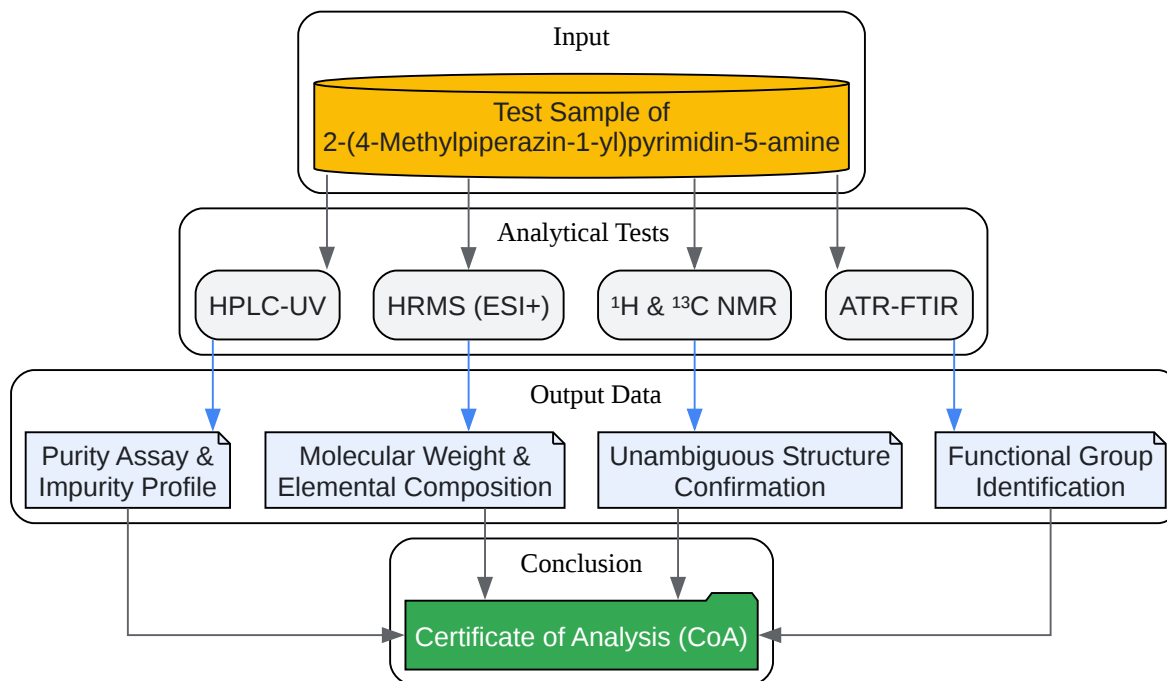 Input
Test Sample of
2-(4-Methylpiperazin-1-yl)pyrimidin-5-amine
Analytical Tests
HPLC-UV
HRMS (ESI+)
¹H & ¹³C NMR
ATR-FTIR
Output Data
Purity Assay &
Impurity Profile
Molecular Weight &
Elemental Composition
Unambiguous Structure
Confirmation
Functional Group
Identification
Conclusion
Certificate of Analysis (CoA)